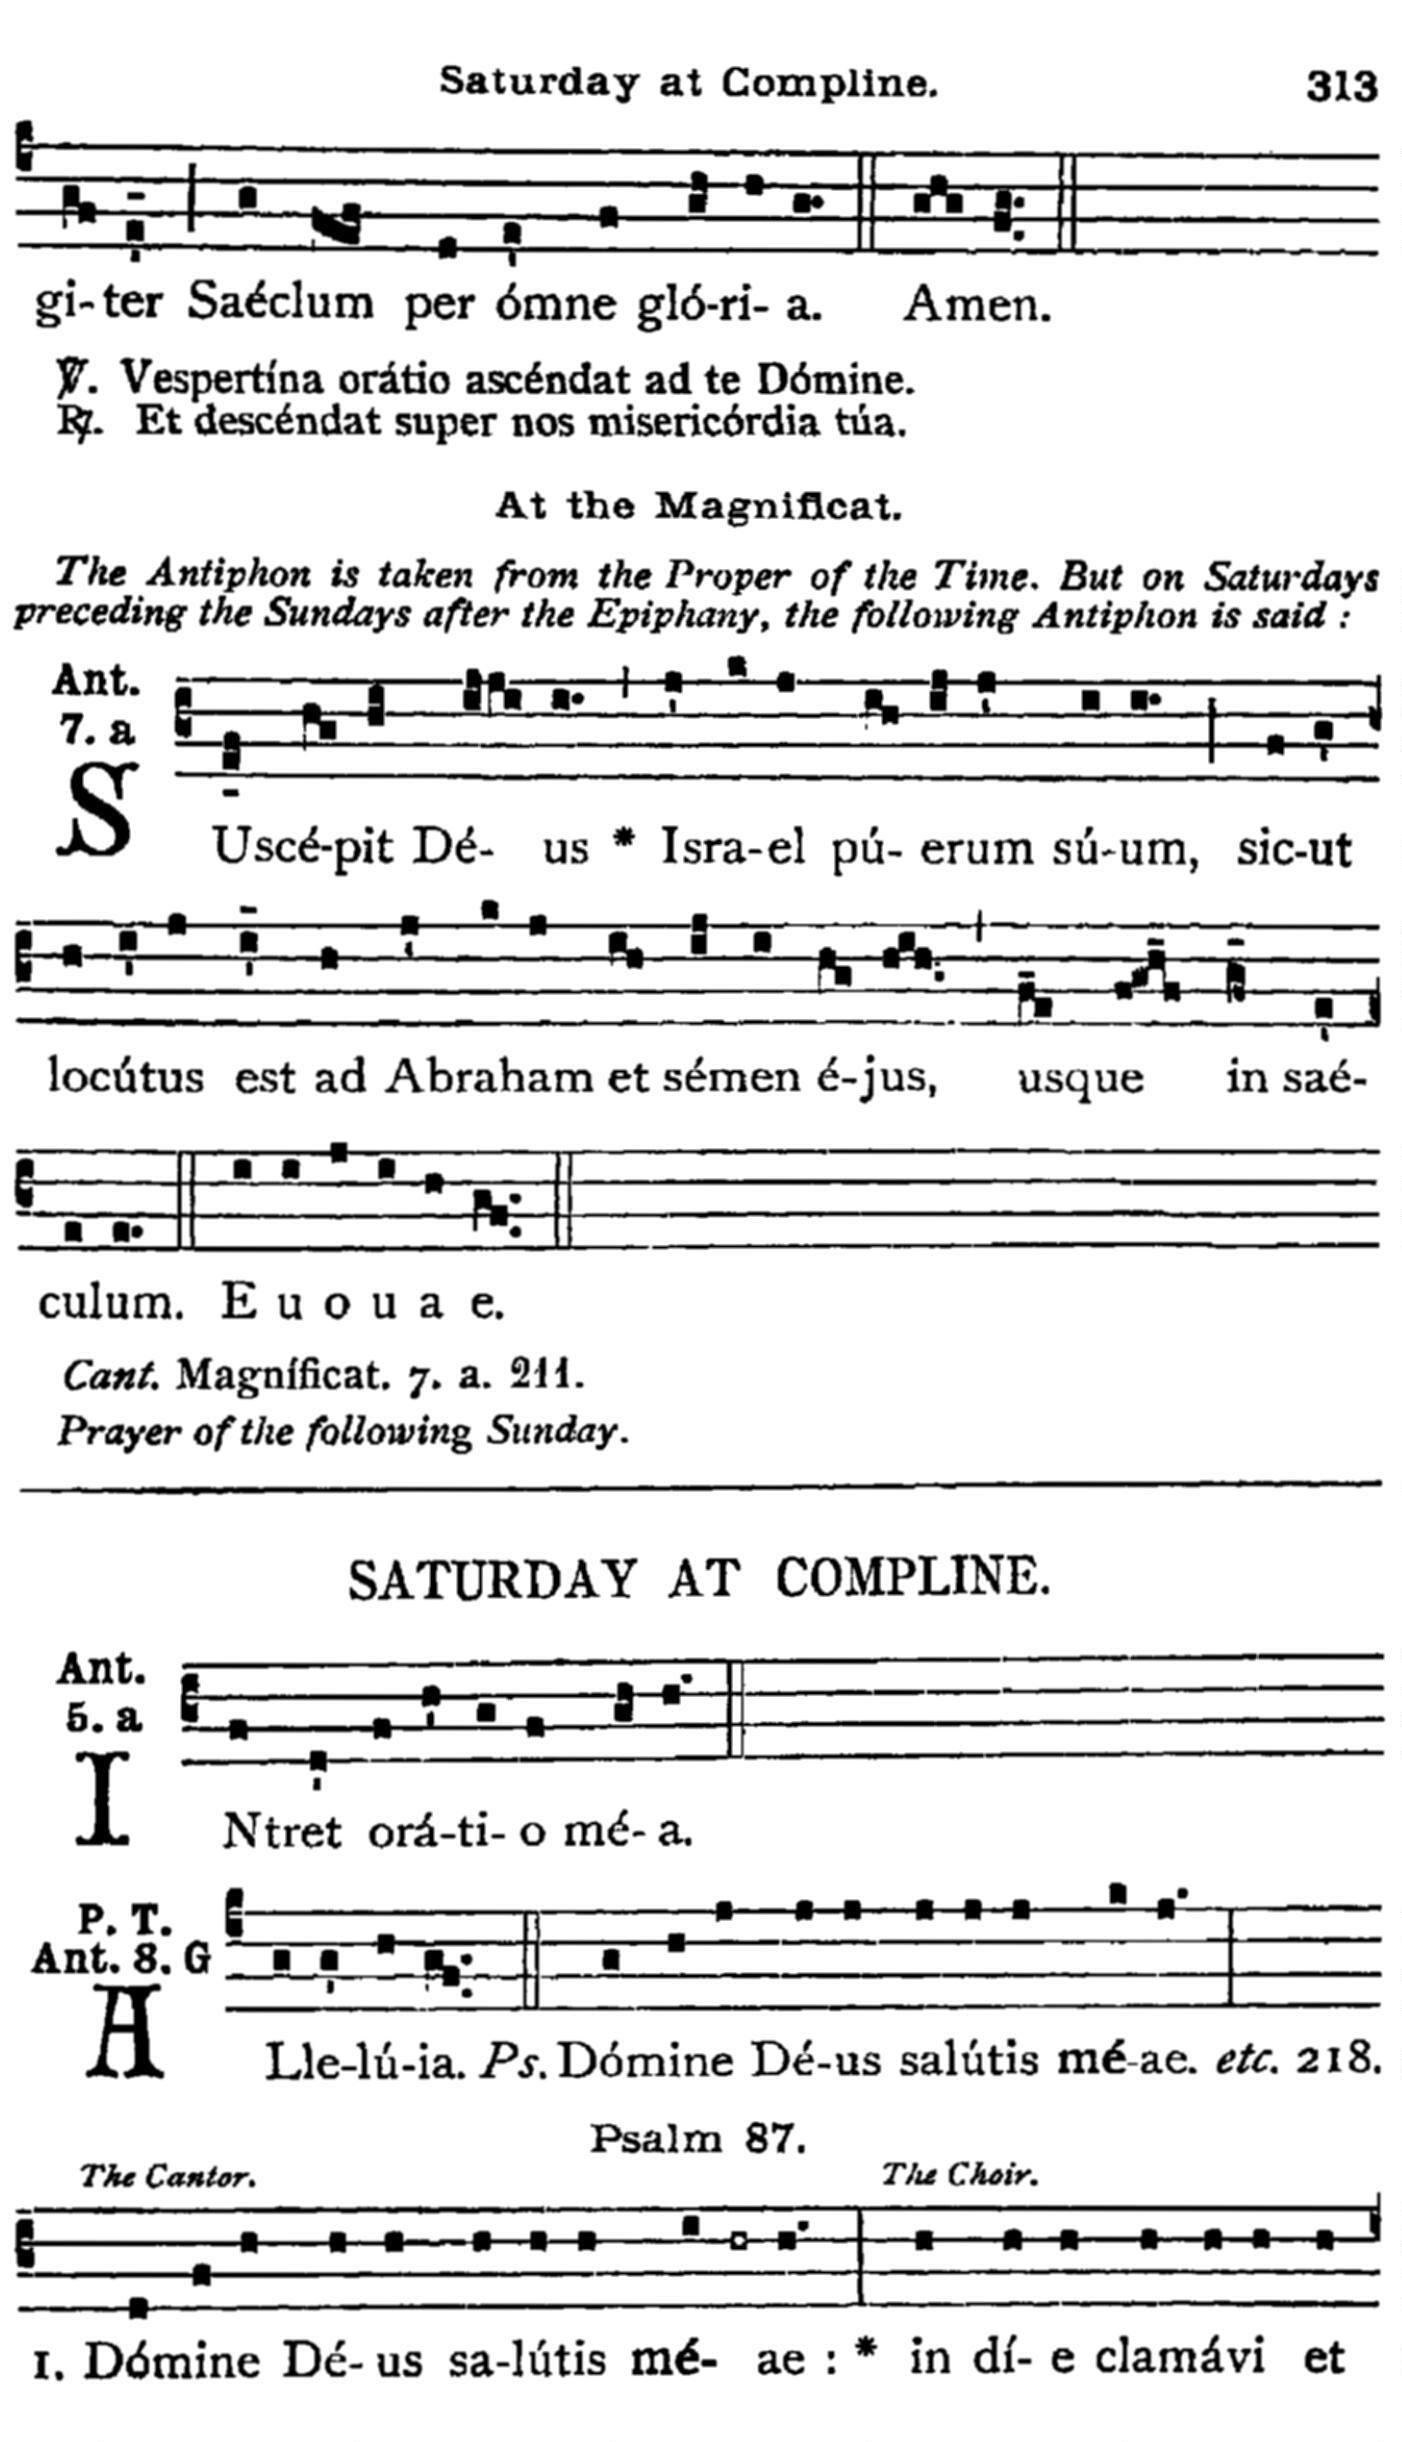 Saturday at Compline. 313
gi-ter Saéclum per ómne gló-ri- a. Amen.
℣. Vespertína orátio ascéndat ad te Dómine.
℟. Et descéndat super nos misericórdia túa.
At the Magnificat.
The Antiphon is taken from the Proper of the Time. But on Saturdays
preceding the Sundays after the Epiphany, the following Antiphon is said :
Ant.
7. a
SUscé-pit Dé- us * Isra-el pú- erum sú-um, sic-ut
locútus est ad Abraham et sémen é-jus, usque in saé-
culum. E u o u a e.
Cant. Magníficat. 7. a. 211.
Prayer of the following Sunday.
SATURDAY AT COMPLINE.
Ant.
5. a
INtret orá-ti- o mé- a.
P. T.
Ant. 8. G
ALle-lú-ia. Ps. Dómine Dé-us salútis mé-ae. etc. 218.
Psalm 87.
The Cantor. The Choir.
1. Dómine Dé- us sa-lútis mé- ae : * in dí- e clamávi et